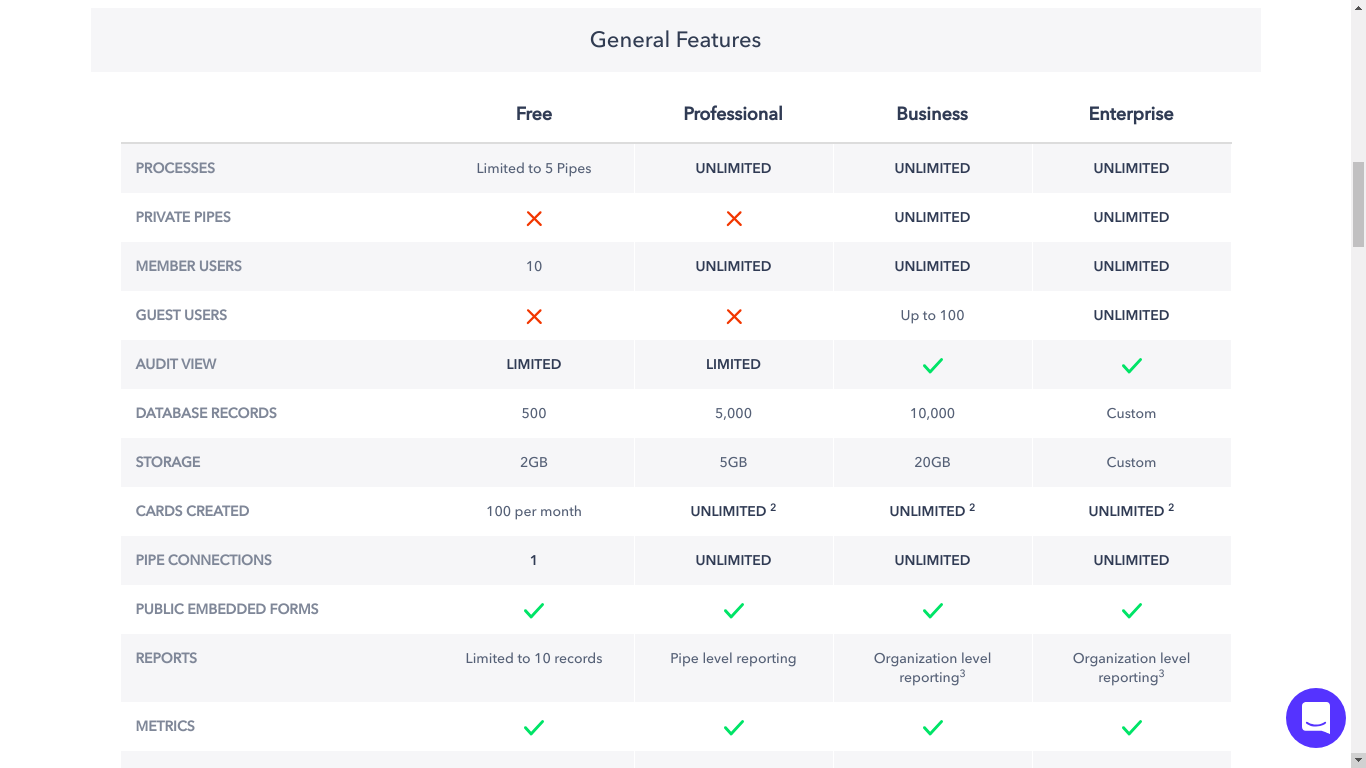 General Features
Free Professional Business Enterprise
PROCESSES Limited to 5 Pipes UNLIMITED UNLIMITED UNLIMITED
PRIVATE PIPES UNLIMITED UNLIMITED
MEMBER USERS 10 UNLIMITED UNLIMITED UNLIMITED
GUEST USERS Up to 100 UNLIMITED
AUDIT VIEW LIMITED LIMITED
DATABASE RECORDS 500 5,000 10,000 Custom
STORAGE 2GB 5GB 20GB Custom
CARDS CREATED 100 per month UNLIMITED 2 UNLIMITED 2 UNLIMITED 2
PIPE CONNECTIONS 1 UNLIMITED UNLIMITED UNLIMITED
PUBLIC EMBEDDED FORMS
REPORTS Limited to 10 records Pipe level reporting Organization level Organization level
reporting3 reporting3
METRICS